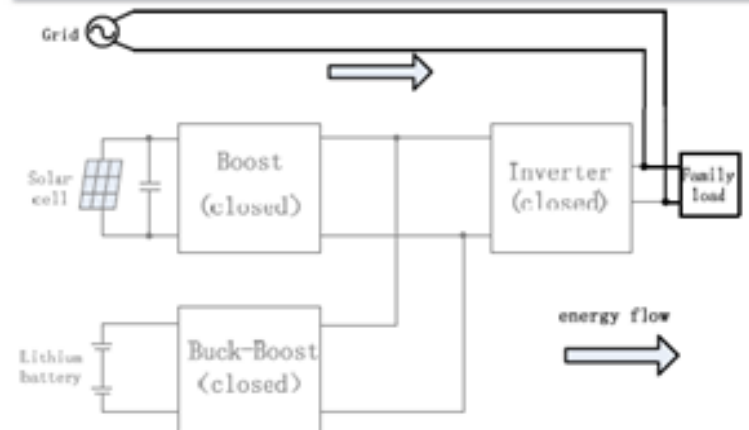 Grid
Boost
(closed)
Solar
cell
Inverter
(closed)
Family
load
energy flow
Buck-Boost
(closed)
Lithium
battery